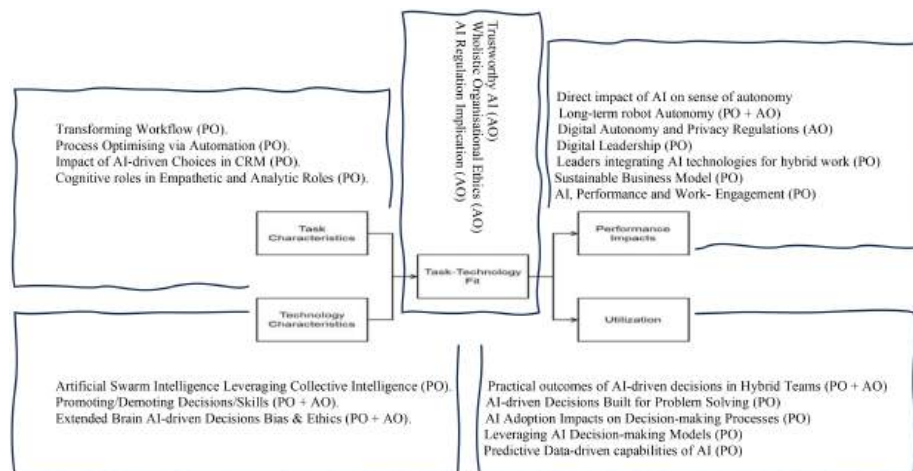 Trustworthy AI (AO)
Wholistic Organisational Ethics (AO)
AI Regulation Implication (AO)
Transforming Workflow (PO).
Process Optimising via Automation (PO).
Impact of AI-driven Choices in CRM (PO).
Cognitive roles in Empathetic and Analytic Roles (PO).
Direct impact of AI on sense of autonomy
Long-term robot Autonomy (PO + AO)
Digital Autonomy and Privacy Regulations (AO)
Digital Leadership (PO)
Leaders integrating AI technologies for hybrid work (PO)
Sustainable Business Model (PO)
AI, Performance and Work- Engagement (PO)
Task
Characteristics
Technology
Characteristics
Task-Technology
Fit
Performance
Impacts
Utilization
Artificial Swarm Intelligence Leveraging Collective Intelligence (PO).
Promoting/Demoting Decisions/Skills (PO + AO).
Extended Brain AI-driven Decisions Bias & Ethics (PO + AO).
Practical outcomes of AI-driven decisions in Hybrid Teams (PO + AO)
AI-driven Decisions Built for Problem Solving (PO)
AI Adoption Impacts on Decision-making Processes (PO)
Leveraging AI Decision-making Models (PO)
Predictive Data-driven capabilities of AI (PO)